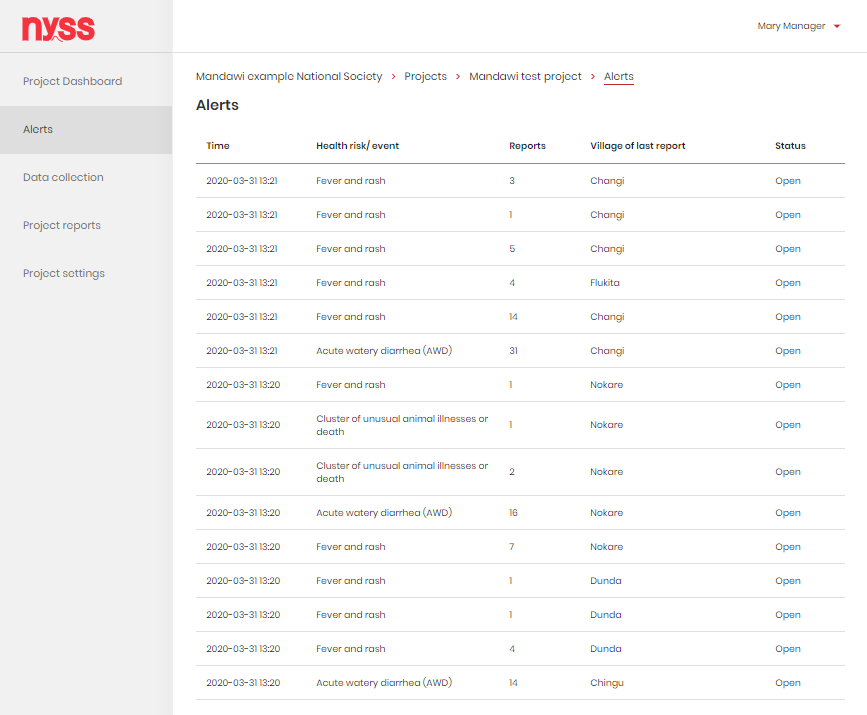 nyss
Mary Manager
Project Dashboard
Alerts
Data collection
Project reports
Project settings
Mandawi example National Society > Projects > Mandawi test project > Alerts
Alerts
Time Health risk/ event Reports Village of last report Status
2020-03-31 13:21 Fever and rash 3 Changi Open
2020-03-31 13:21 Fever and rash 1 Changi Open
2020-03-31 13:21 Fever and rash 5 Changi Open
2020-03-31 13:21 Fever and rash 4 Flukita Open
2020-03-31 13:21 Fever and rash 14 Changi Open
2020-03-31 13:21 Acute watery diarrhea (AWD) 31 Changi Open
2020-03-31 13:20 Fever and rash 1 Nokare Open
2020-03-31 13:20 Cluster of unusual animal illnesses or 1 Nokare Open
death
2020-03-31 13:20 Cluster of unusual animal illnesses or 2 Nokare Open
death
2020-03-31 13:20 Acute watery diarrhea (AWD) 16 Nokare Open
2020-03-31 13:20 Fever and rash 7 Nokare Open
2020-03-31 13:20 Fever and rash 1 Dunda Open
2020-03-31 13:20 Fever and rash 1 Dunda Open
2020-03-31 13:20 Fever and rash 4 Dunda Open
2020-03-31 13:20 Acute watery diarrhea (AWD) 14 Chingu Open